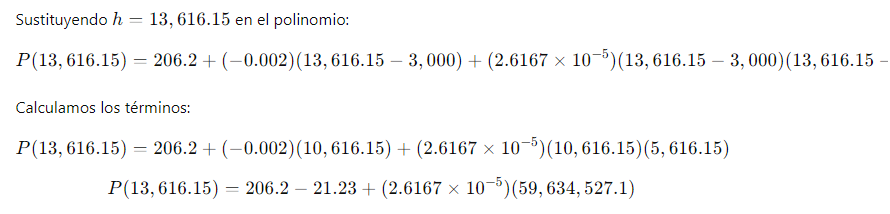 Sustituyendo h = 13,616.15 en el polinomio:
P(13,616.15) = 206.2 + (−0.002)(13,616.15 − 3,000) + (2.6167 × 10⁻⁵)(13,616.15 − 3,000)(13,616.15 −
Calculamos los términos:
P(13,616.15) = 206.2 + (−0.002)(10,616.15) + (2.6167 × 10⁻⁵)(10,616.15)(5,616.15)
P(13,616.15) = 206.2 − 21.23 + (2.6167 × 10⁻⁵)(59,634,527.1)